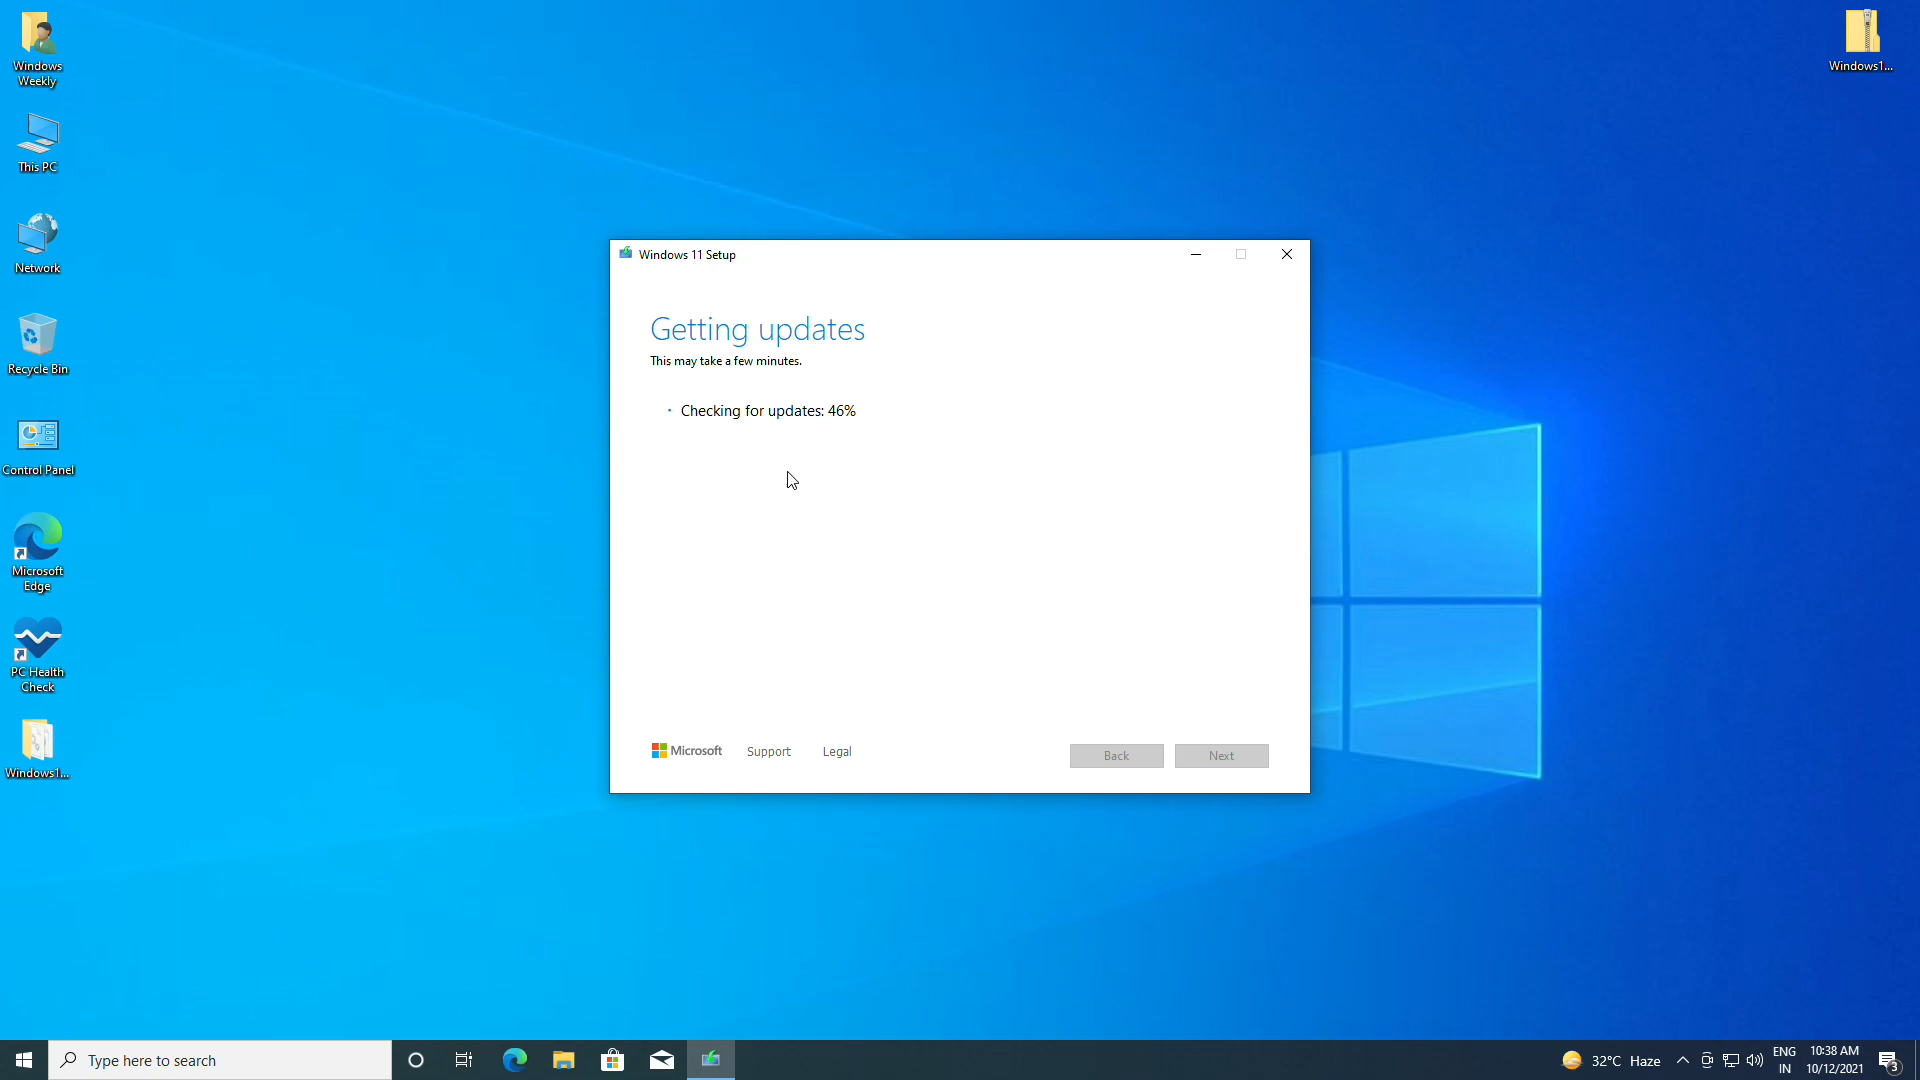 Windows
Weekly
This PC
Network
Recycle Bin
Control Panel
Microsoft
Edge
PC Health
Check
Windows1...
Windows1...
Windows 11 Setup
Getting updates
This may take a few minutes.
Checking for updates: 46%
Microsoft
Support
Legal
Back
Next
Type here to search
32°C Haze
ENG
IN
10:38 AM
10/12/2021
3